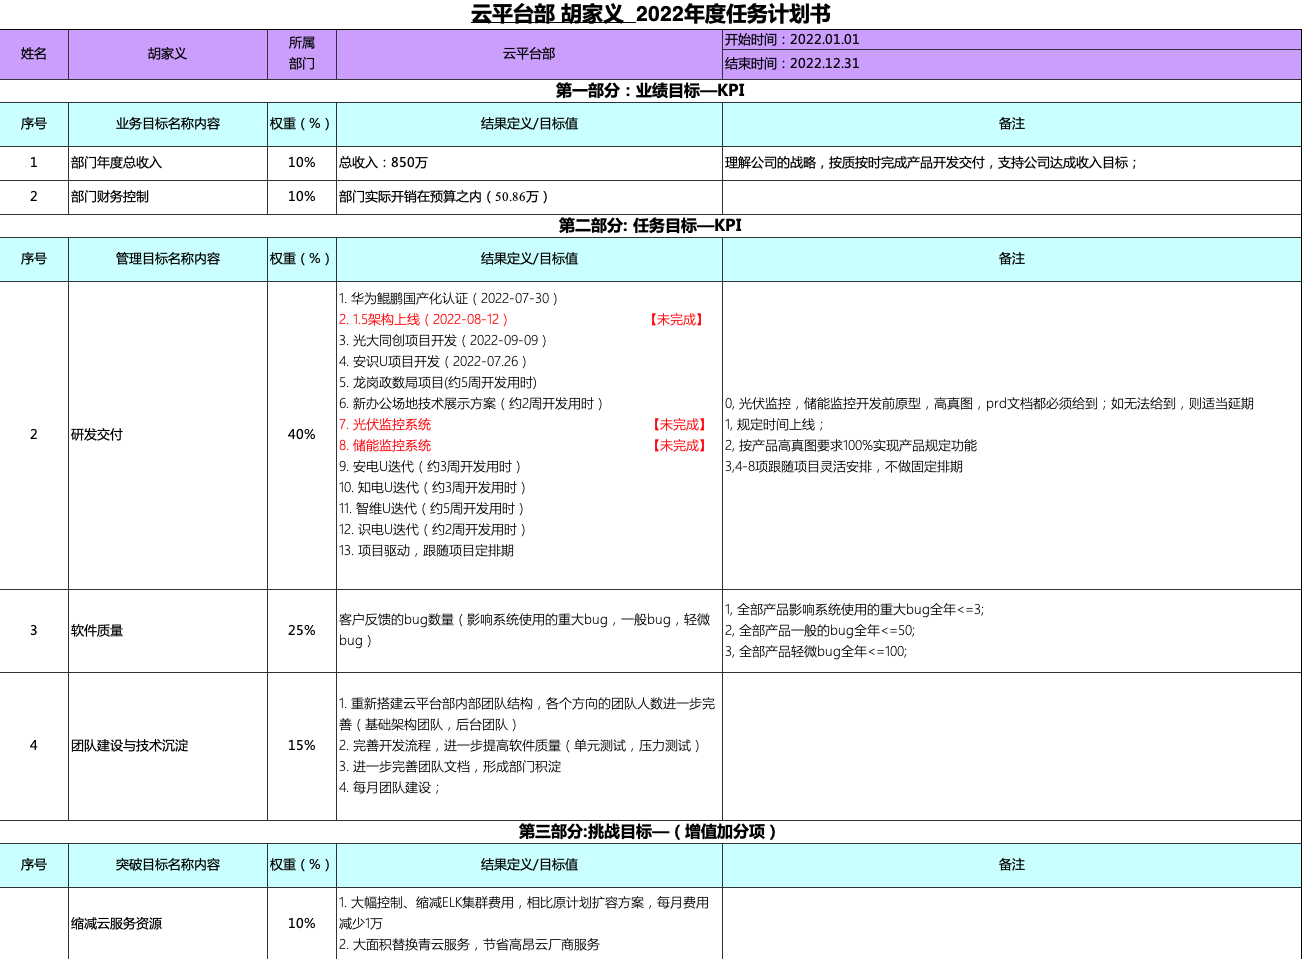 云平台部 胡家义 2022年度任务计划书
姓名 胡家义 所属部门 云平台部 开始时间：2022.01.01
结束时间：2022.12.31
第一部分：业绩目标—KPI
序号 业务目标名称内容 权重（%） 结果定义/目标值 备注
1 部门年度总收入 10% 总收入：850万 理解公司的战略，按质按时完成产品开发交付，支持公司达成收入目标；
2 部门财务控制 10% 部门实际开销在预算之内（50.86万）
第二部分: 任务目标—KPI
序号 管理目标名称内容 权重（%） 结果定义/目标值 备注
2 研发交付 40%
1. 华为鲲鹏国产化认证（2022-07-30）
2. 1.5架构上线（2022-08-12） 【未完成】
3. 光大同创项目开发（2022-09-09）
4. 安识U项目开发（2022-07.26）
5. 龙岗政数局项目(约5周开发用时)
6. 新办公场地技术展示方案（约2周开发用时）
7. 光伏监控系统 【未完成】
8. 储能监控系统 【未完成】
9. 安电U迭代（约3周开发用时）
10. 知电U迭代（约3周开发用时）
11. 智维U迭代（约5周开发用时）
12. 识电U迭代（约2周开发用时）
13. 项目驱动，跟随项目定排期
0, 光伏监控，储能监控开发前原型，高真图，prd文档都必须给到；如无法给到，则适当延期
1, 规定时间上线；
2, 按产品高真图要求100%实现产品规定功能
3,4-8项跟随项目灵活安排，不做固定排期
3 软件质量 25%
客户反馈的bug数量（影响系统使用的重大bug，一般bug，轻微
bug）
1, 全部产品影响系统使用的重大bug全年<=3;
2, 全部产品一般的bug全年<=50;
3, 全部产品轻微bug全年<=100;
4 团队建设与技术沉淀 15%
1. 重新搭建云平台部内部团队结构，各个方向的团队人数进一步完
善（基础架构团队，后台团队）
2. 完善开发流程，进一步提高软件质量（单元测试，压力测试）
3. 进一步完善团队文档，形成部门积淀
4. 每月团队建设；
第三部分:挑战目标—（增值加分项）
序号 突破目标名称内容 权重（%） 结果定义/目标值 备注
缩减云服务资源 10%
1. 大幅控制、缩减ELK集群费用，相比原计划扩容方案，每月费用
减少1万
2. 大面积替换青云服务，节省高昂云厂商服务